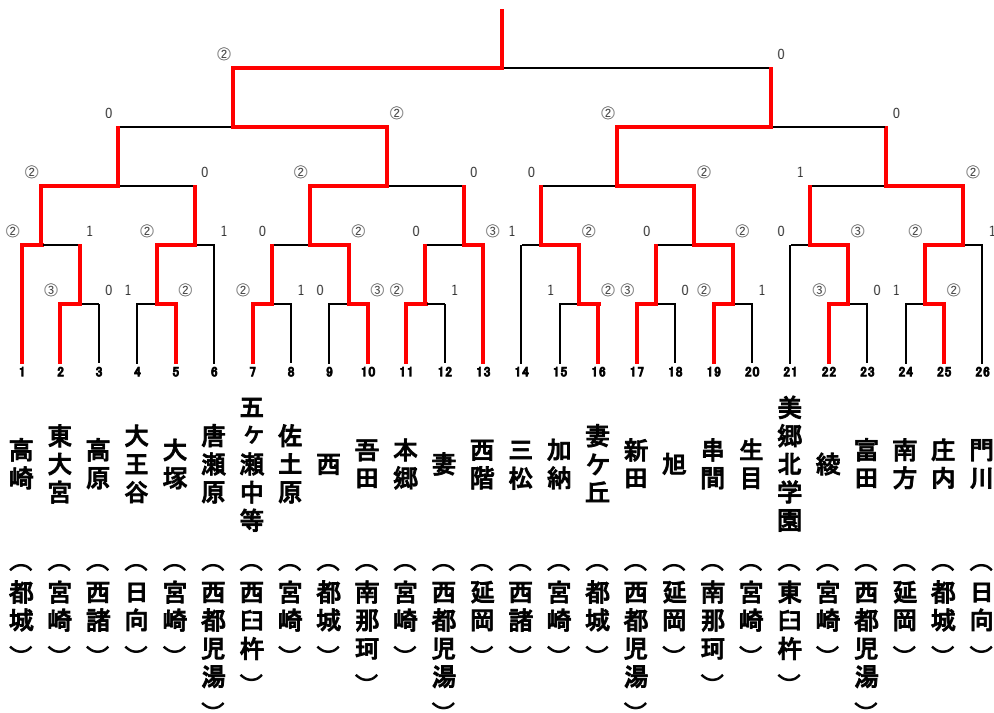 ② 0
0 ② ② 0
② 0 ② 0 0 ② 1 ②
② 1 ② 1 0 ② 0 ③ 1 ② 0 ② 0 ③ ② 1
③ 0 1 ② ② 1 0 ③ ② 1 1 ② ③ 0 ② 1 ③ 0 1 ②
1 2 3 4 5 6 7 8 9 10 11 12 13 14 15 16 17 18 19 20 21 22 23 24 25 26
高崎（都城）
東大宮（宮崎）
高原（西諸）
大王谷（日向）
大塚（宮崎）
唐瀬原（西都児湯）
五ヶ瀬中等（西臼杵）
佐土原（宮崎）
西（都城）
吾田（南那珂）
本郷（宮崎）
妻（西都児湯）
西階（延岡）
三松（西諸）
加納（宮崎）
妻ケ丘（都城）
新田（西都児湯）
旭（延岡）
串間（南那珂）
生目（宮崎）
美郷北学園（東臼杵）
綾（宮崎）
富田（西都児湯）
南方（延岡）
庄内（都城）
門川（日向）